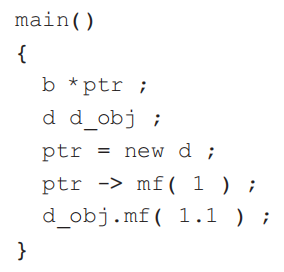 main()
{
  b *ptr ;
  d d_obj ;
  ptr = new d ;
  ptr -> mf( 1 ) ;
  d_obj.mf( 1.1 ) ;
}